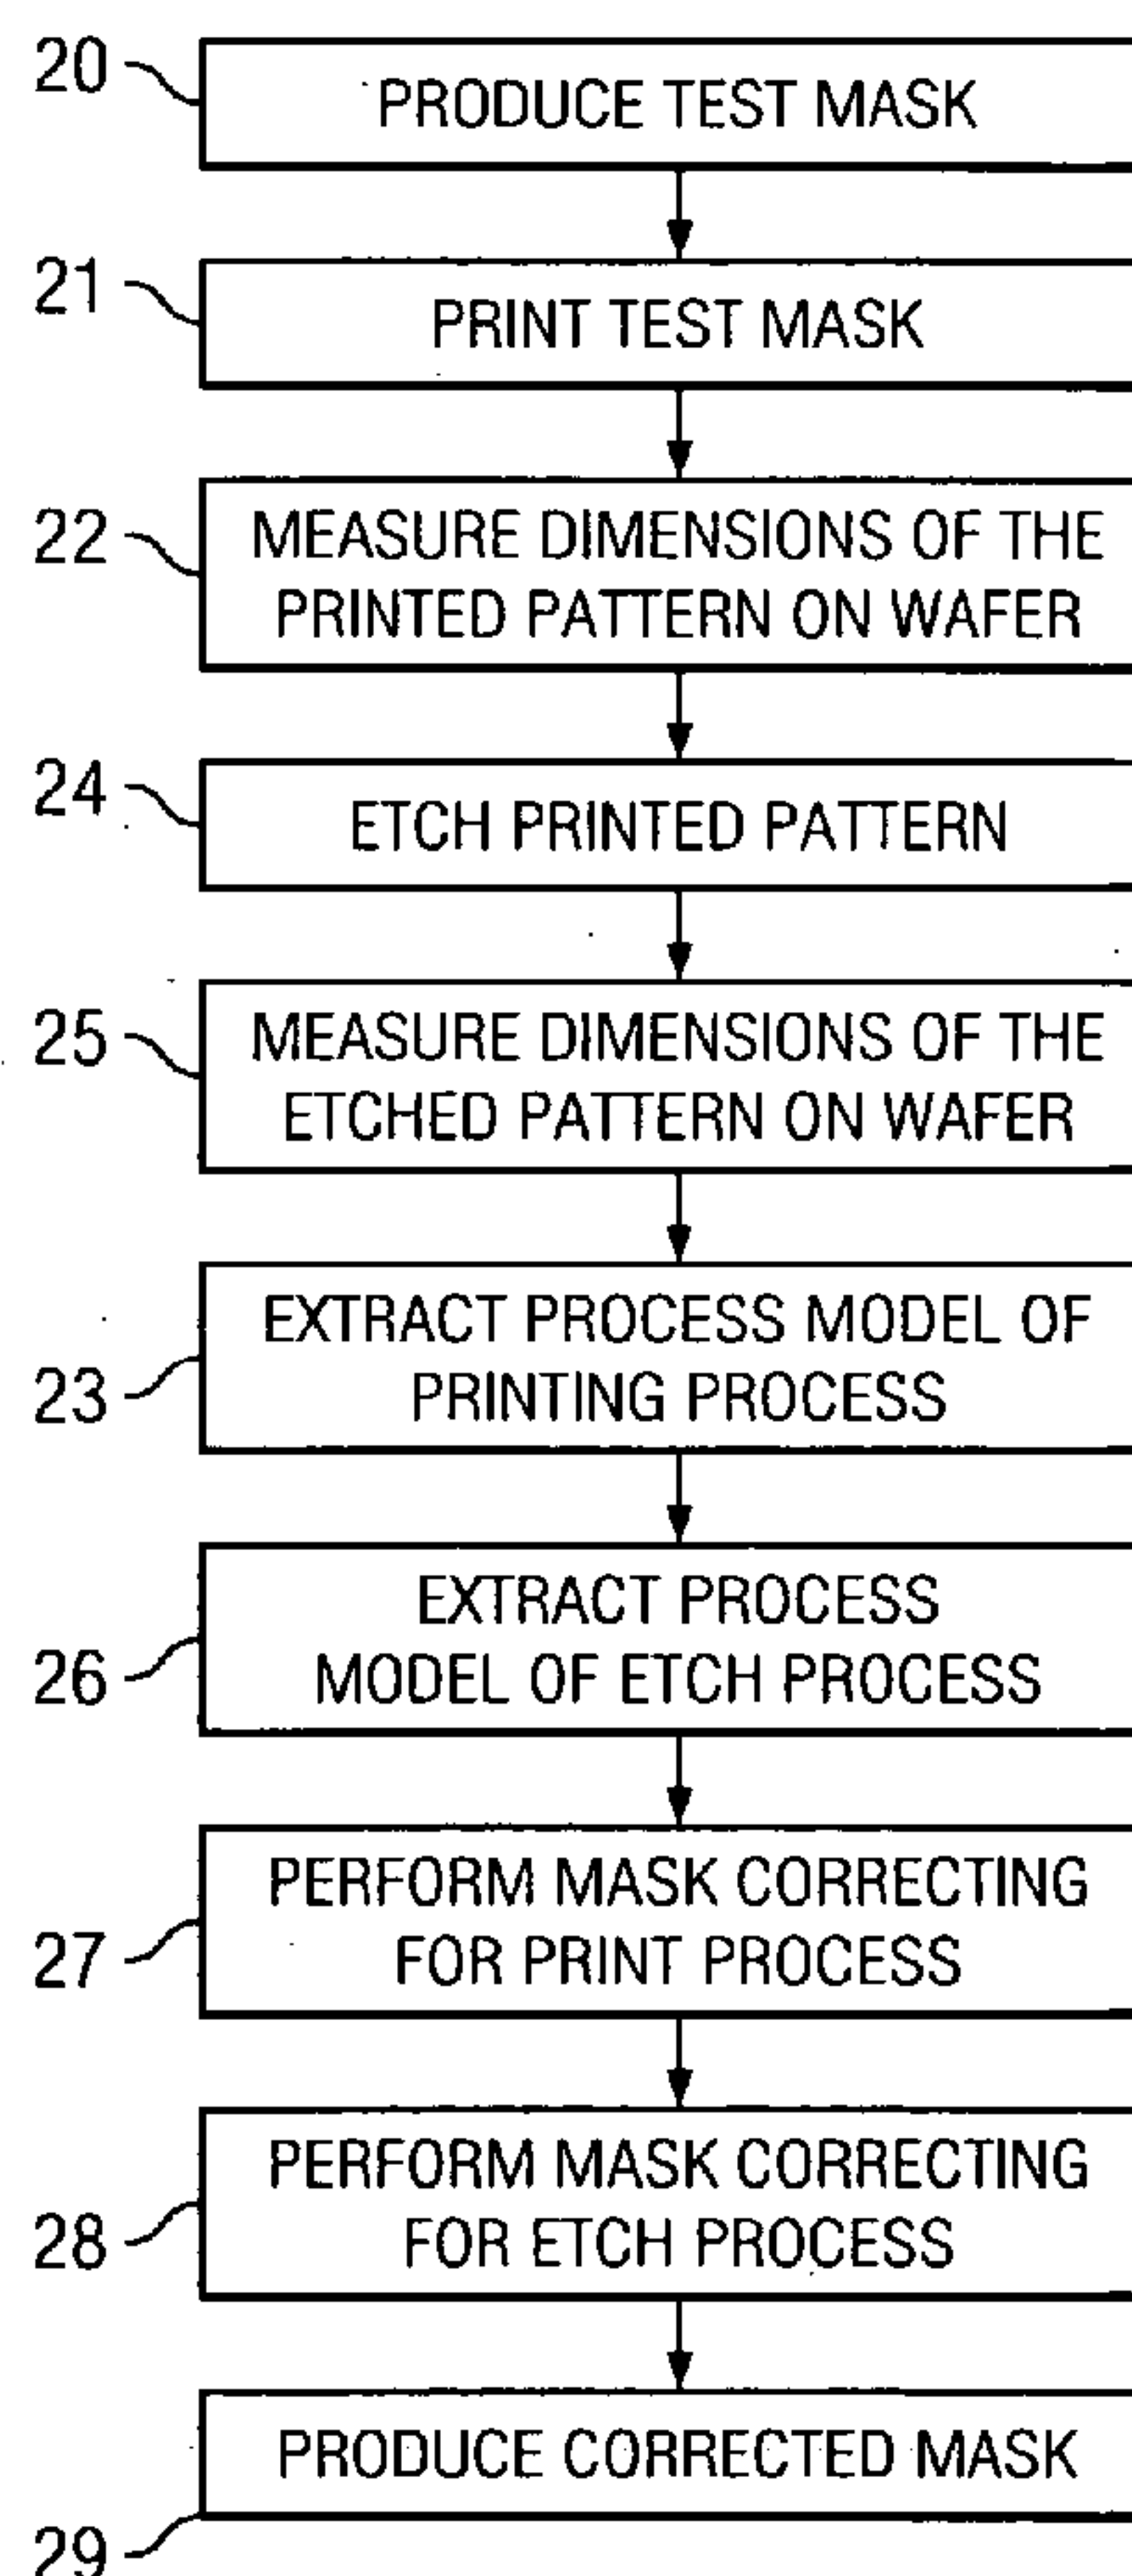 20
PRODUCE TEST MASK
21
PRINT TEST MASK
22
MEASURE DIMENSIONS OF THE
PRINTED PATTERN ON WAFER
24
ETCH PRINTED PATTERN
25
MEASURE DIMENSIONS OF THE
ETCHED PATTERN ON WAFER
EXTRACT PROCESS MODEL OF
PRINTING PROCESS
23
EXTRACT PROCESS
MODEL OF ETCH PROCESS
26
PERFORM MASK CORRECTING
FOR PRINT PROCESS
27
PERFORM MASK CORRECTING
FOR ETCH PROCESS
28
PRODUCE CORRECTED MASK
29